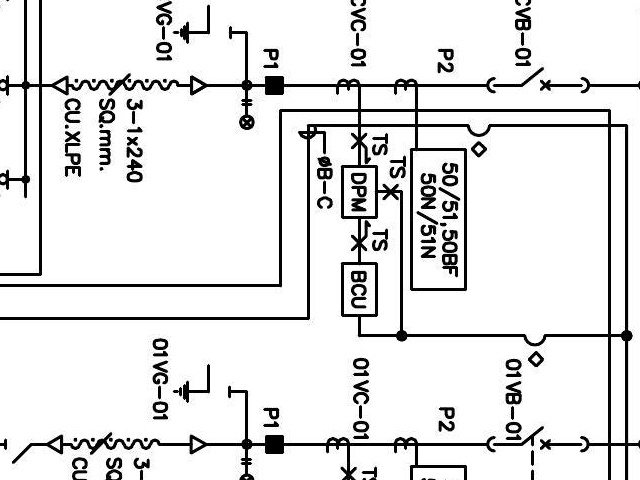 VG-01
CVC-01
CVB-01
P1
P2
CU.XLPE
SQ.mm.
3-1x240
TS
TS
ØB-C
DPM
50/51,50BF
50N/51N
TS
BCU
01VG-01
01VC-01
01VB-01
P1
P2
CU
SQ
3-
TS